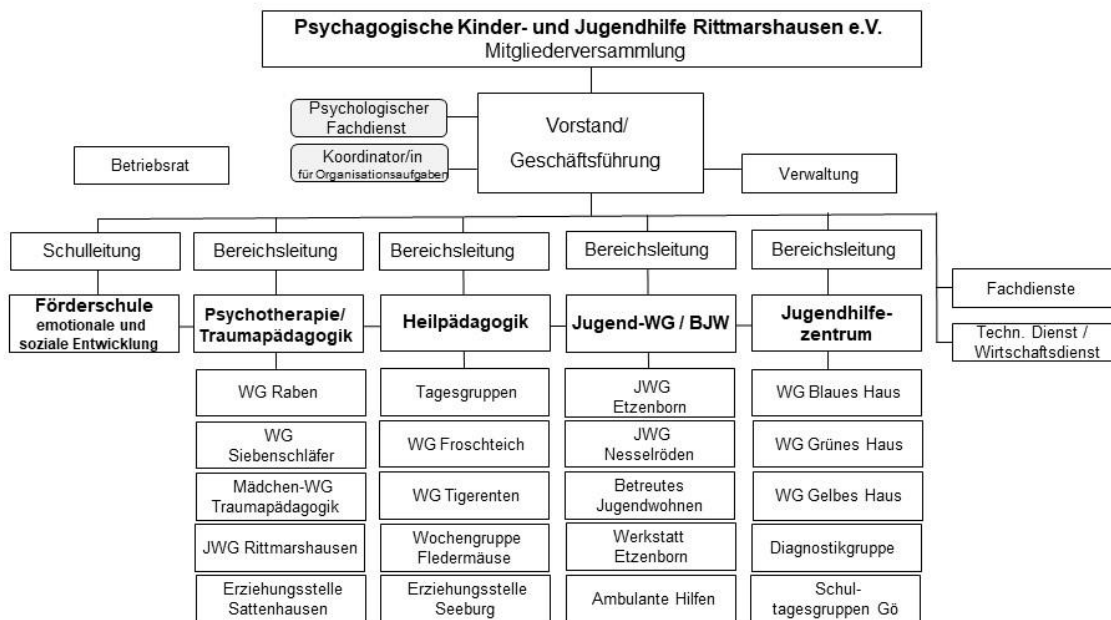 Psychagogische Kinder- und Jugendhilfe Rittmarshausen e.V.
Mitgliederversammlung
Psychologischer
Fachdienst
Vorstand/
Geschäftsführung
Betriebsrat
Koordinator/in
für Organisationsaufgaben
Verwaltung
Schulleitung
Bereichsleitung
Bereichsleitung
Bereichsleitung
Bereichsleitung
Fachdienste
Techn. Dienst /
Wirtschaftsdienst
Förderschule
emotionale und
soziale Entwicklung
Psychotherapie/
Traumapädagogik
Heilpädagogik
Jugend-WG / BJW
Jugendhilfe-
zentrum
WG Raben
Tagesgruppen
JWG
Etzenborn
WG Blaues Haus
WG
Siebenschläfer
WG Froschteich
JWG
Nesselröden
WG Grünes Haus
Mädchen-WG
Traumapädagogik
WG Tigerenten
Betreutes
Jugendwohnen
WG Gelbes Haus
JWG Rittmarshausen
Wochengruppe
Fledermäuse
Werkstatt
Etzenborn
Diagnostikgruppe
Erziehungsstelle
Sattenhausen
Erziehungsstelle
Seeburg
Ambulante Hilfen
Schul-
tagesgruppen Gö